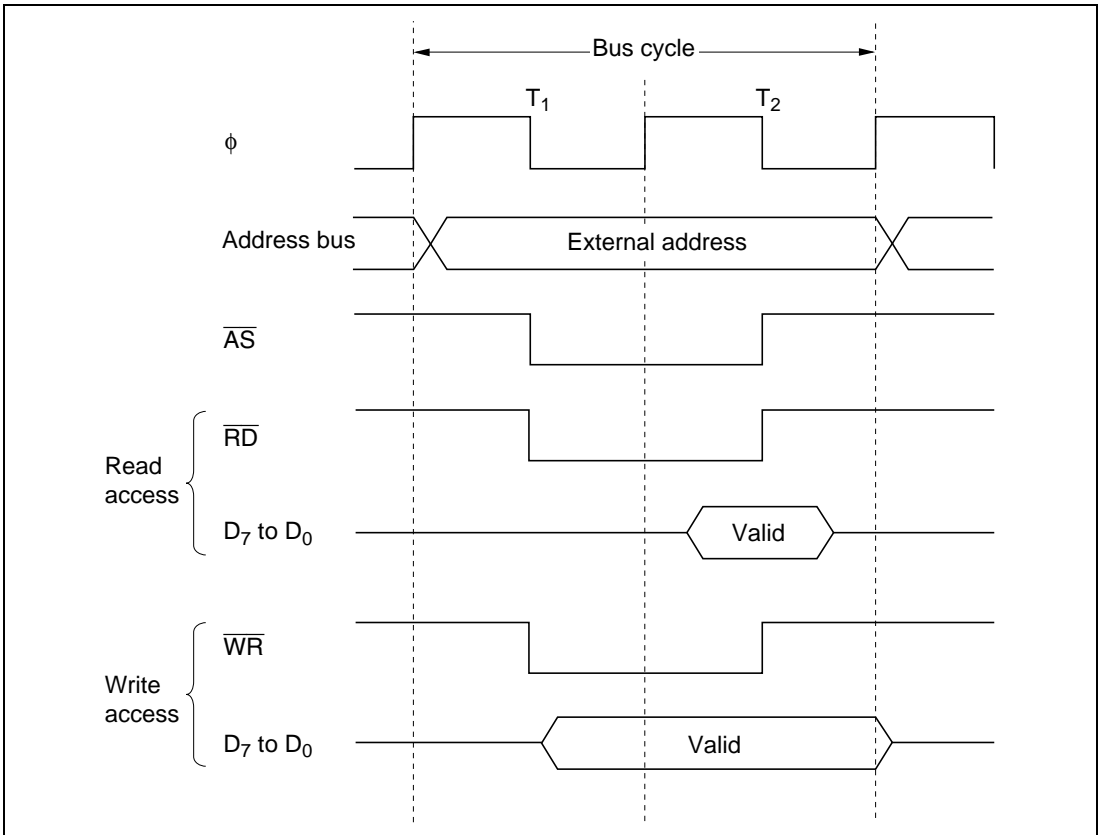 Bus cycle
T1 T2
ϕ
Address bus External address
AS
RD
Read
access
D7 to D0 Valid
WR
Write
access
D7 to D0 Valid